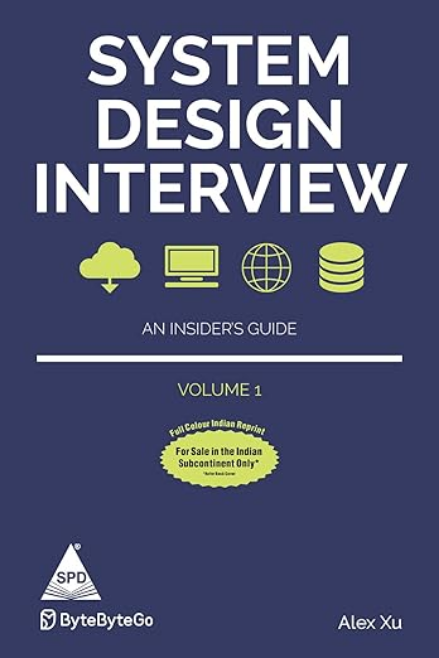 SYSTEM
DESIGN
INTERVIEW
AN INSIDER'S GUIDE
VOLUME 1
Full Colour Indian Reprint
For Sale in the Indian
Subcontinent Only*
®
SPD
ByteByteGo
Alex Xu